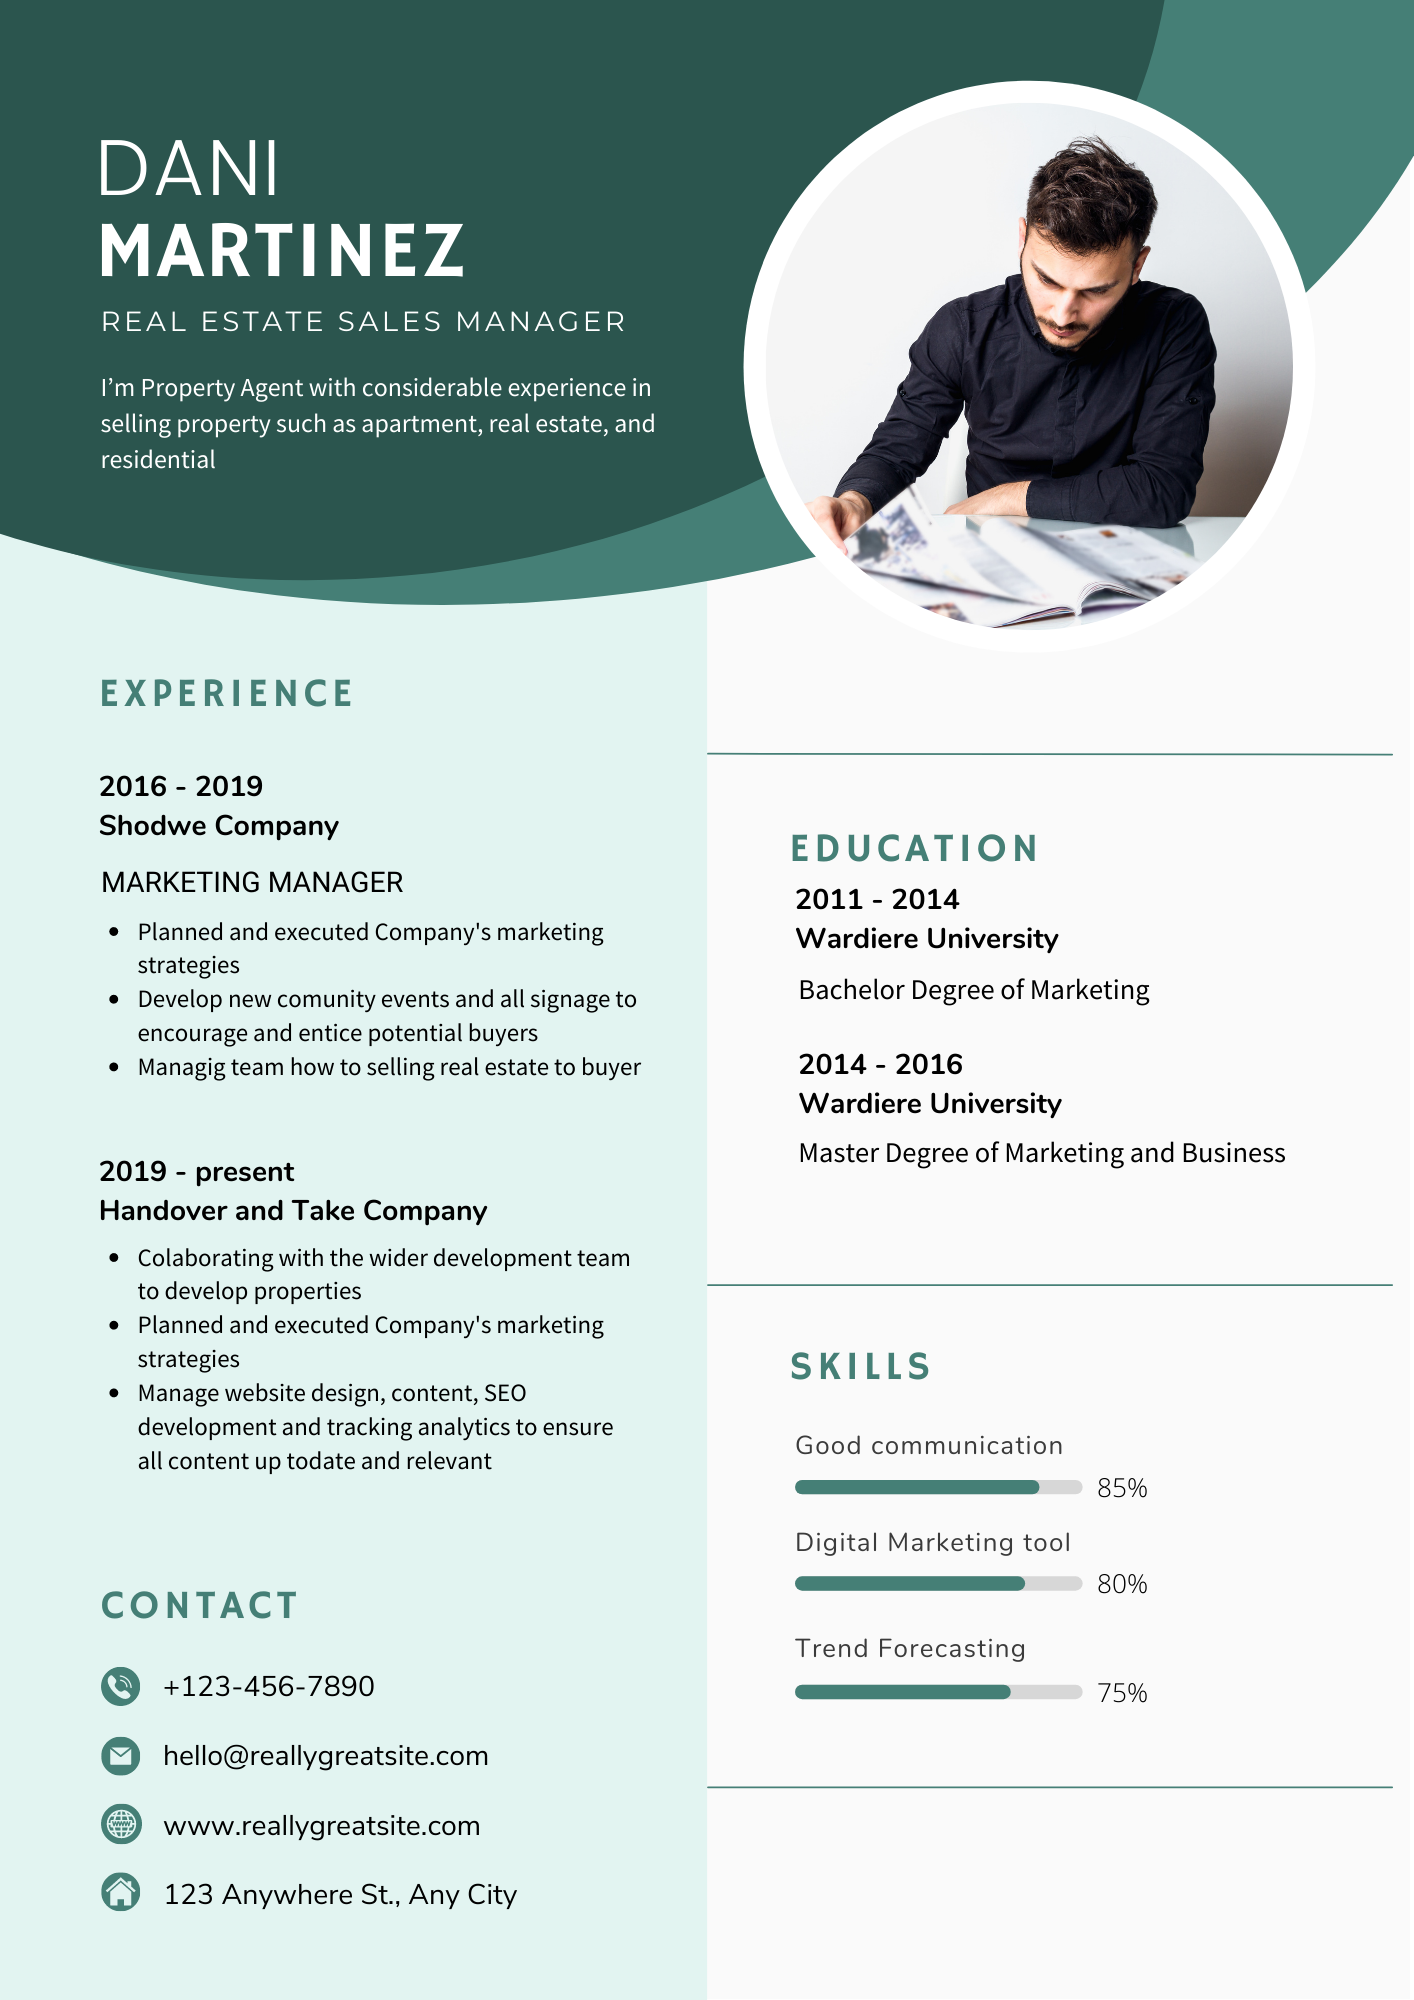 DANI
MARTINEZ
REAL ESTATE SALES MANAGER
I’m Property Agent with considerable experience in
selling property such as apartment, real estate, and
residential
EXPERIENCE
2016 - 2019
Shodwe Company
MARKETING MANAGER
• Planned and executed Company's marketing
strategies
• Develop new comunity events and all signage to
encourage and entice potential buyers
• Managig team how to selling real estate to buyer
2019 - present
Handover and Take Company
• Colaborating with the wider development team
to develop properties
• Planned and executed Company's marketing
strategies
• Manage website design, content, SEO
development and tracking analytics to ensure
all content up todate and relevant
CONTACT
+123-456-7890
hello@reallygreatsite.com
www.reallygreatsite.com
123 Anywhere St., Any City
EDUCATION
2011 - 2014
Wardiere University
Bachelor Degree of Marketing
2014 - 2016
Wardiere University
Master Degree of Marketing and Business
SKILLS
Good communication
85%
Digital Marketing tool
80%
Trend Forecasting
75%